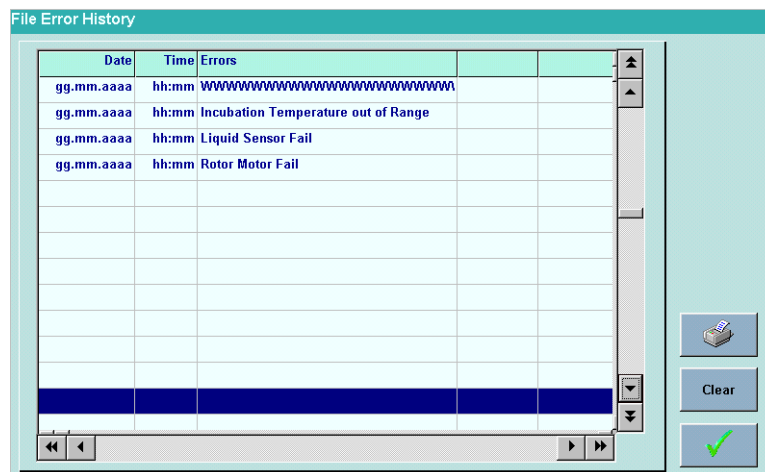 File Error History
Date Time Errors
gg.mm.aaaa hh:mm
gg.mm.aaaa hh:mm Incubation Temperature out of Range
gg.mm.aaaa hh:mm Liquid Sensor Fail
gg.mm.aaaa hh:mm Rotor Motor Fail
Clear